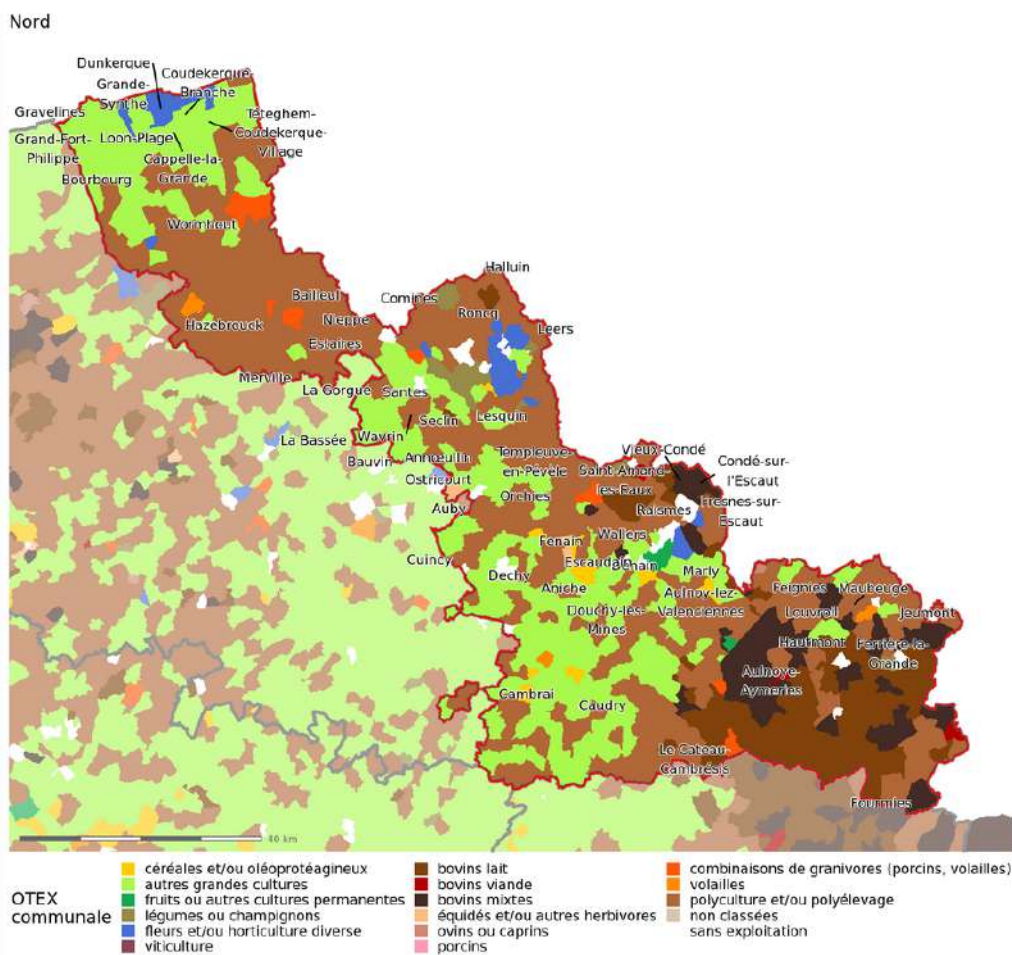 Nord
Dunkerque
Coudekerque-
Branche
Grande-
Synthe
Gravelines
Téteghem-
Coudekerque-
Village
Grand-Fort-
Philippe
Loon-Plage
Cappelle-la-
Grande
Bourbourg
Wormhout
Halluin
Comines
Bailleul
Roncq
Nieppe
Leers
Hazebrouck
Estaires
Merville
La Gorgue
Santes
Seclin
Lesquin
Wavrin
La Bassée
Annœullin
Templeuve-
en-Pévèle
Vieux-Condé
Bauvin
Saint-Amand-
les-Eaux
Condé-sur-
l'Escaut
Ostricourt
Orchies
Raismes
Fresnes-sur-
Escaut
Auby
Wallers
Fenain
Cuincy
Escaudain
Denain
Marly
Dechy
Aniche
Aulnoy-lez-
Valenciennes
Feignies
Maubeuge
Douchy-les-
Mines
Louvroil
Jeumont
Hautmont
Ferrière-la-
Grande
Aulnoye-
Aymeries
Cambrai
Caudry
Le Cateau-
Cambrésis
Fourmies
40 km
OTEX
communale
céréales et/ou oléoprotéagineux
autres grandes cultures
fruits ou autres cultures permanentes
légumes ou champignons
fleurs et/ou horticulture diverse
viticulture
bovins lait
bovins viande
bovins mixtes
équidés et/ou autres herbivores
ovins ou caprins
porcins
combinaisons de granivores (porcins, volailles)
volailles
polyculture et/ou polyélevage
non classées
sans exploitation